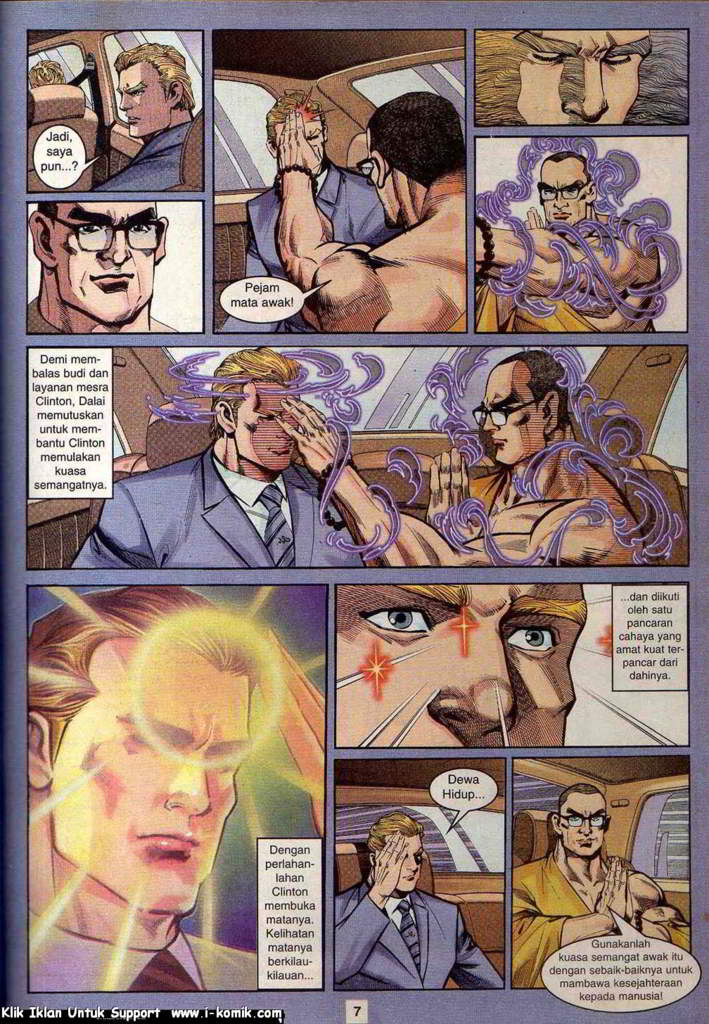 Jadi,
saya
pun...?
Pejam
mata awak!
Demi mem-
balas budi dan
layanan mesra
Clinton, Dalai
memutuskan
untuk mem-
bantu Clinton
memulakan
kuasa
semangatnya.
Dengan
perlahan-
lahan
Clinton
membuka
matanya.
Kelihatan
matanya
berkilau-
kilauan...
...dan diikuti
oleh satu
pancaran
cahaya yang
amat kuat ter-
pancar dari
dahinya.
Dewa
Hidup...
Gunakanlah
kuasa semangat awak itu
dengan sebaik-baiknya untuk
mambawa kesejahteraan
kepada manusia!
7
Klik Iklan Untuk Support www.i-komik.com